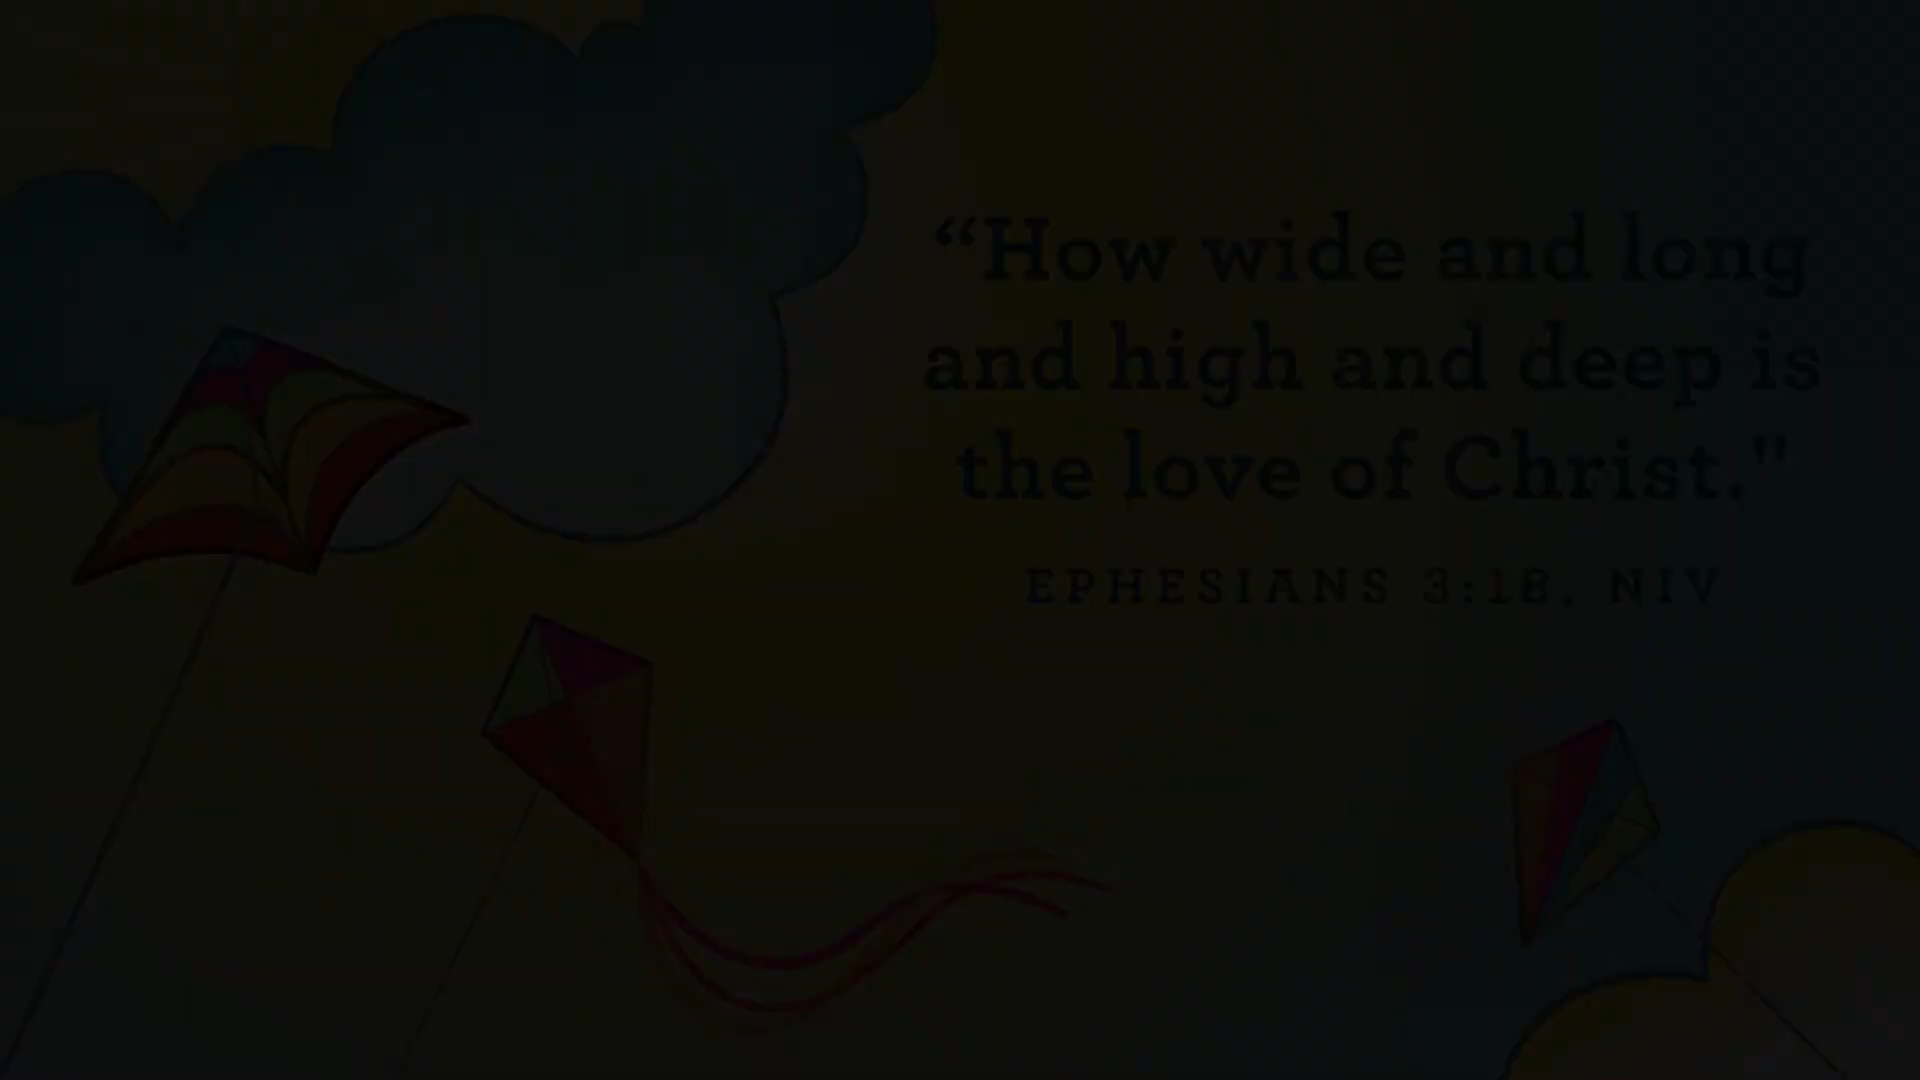 “How wide and long
and high and deep is
the love of Christ."
EPHESIANS 3:18, NIV